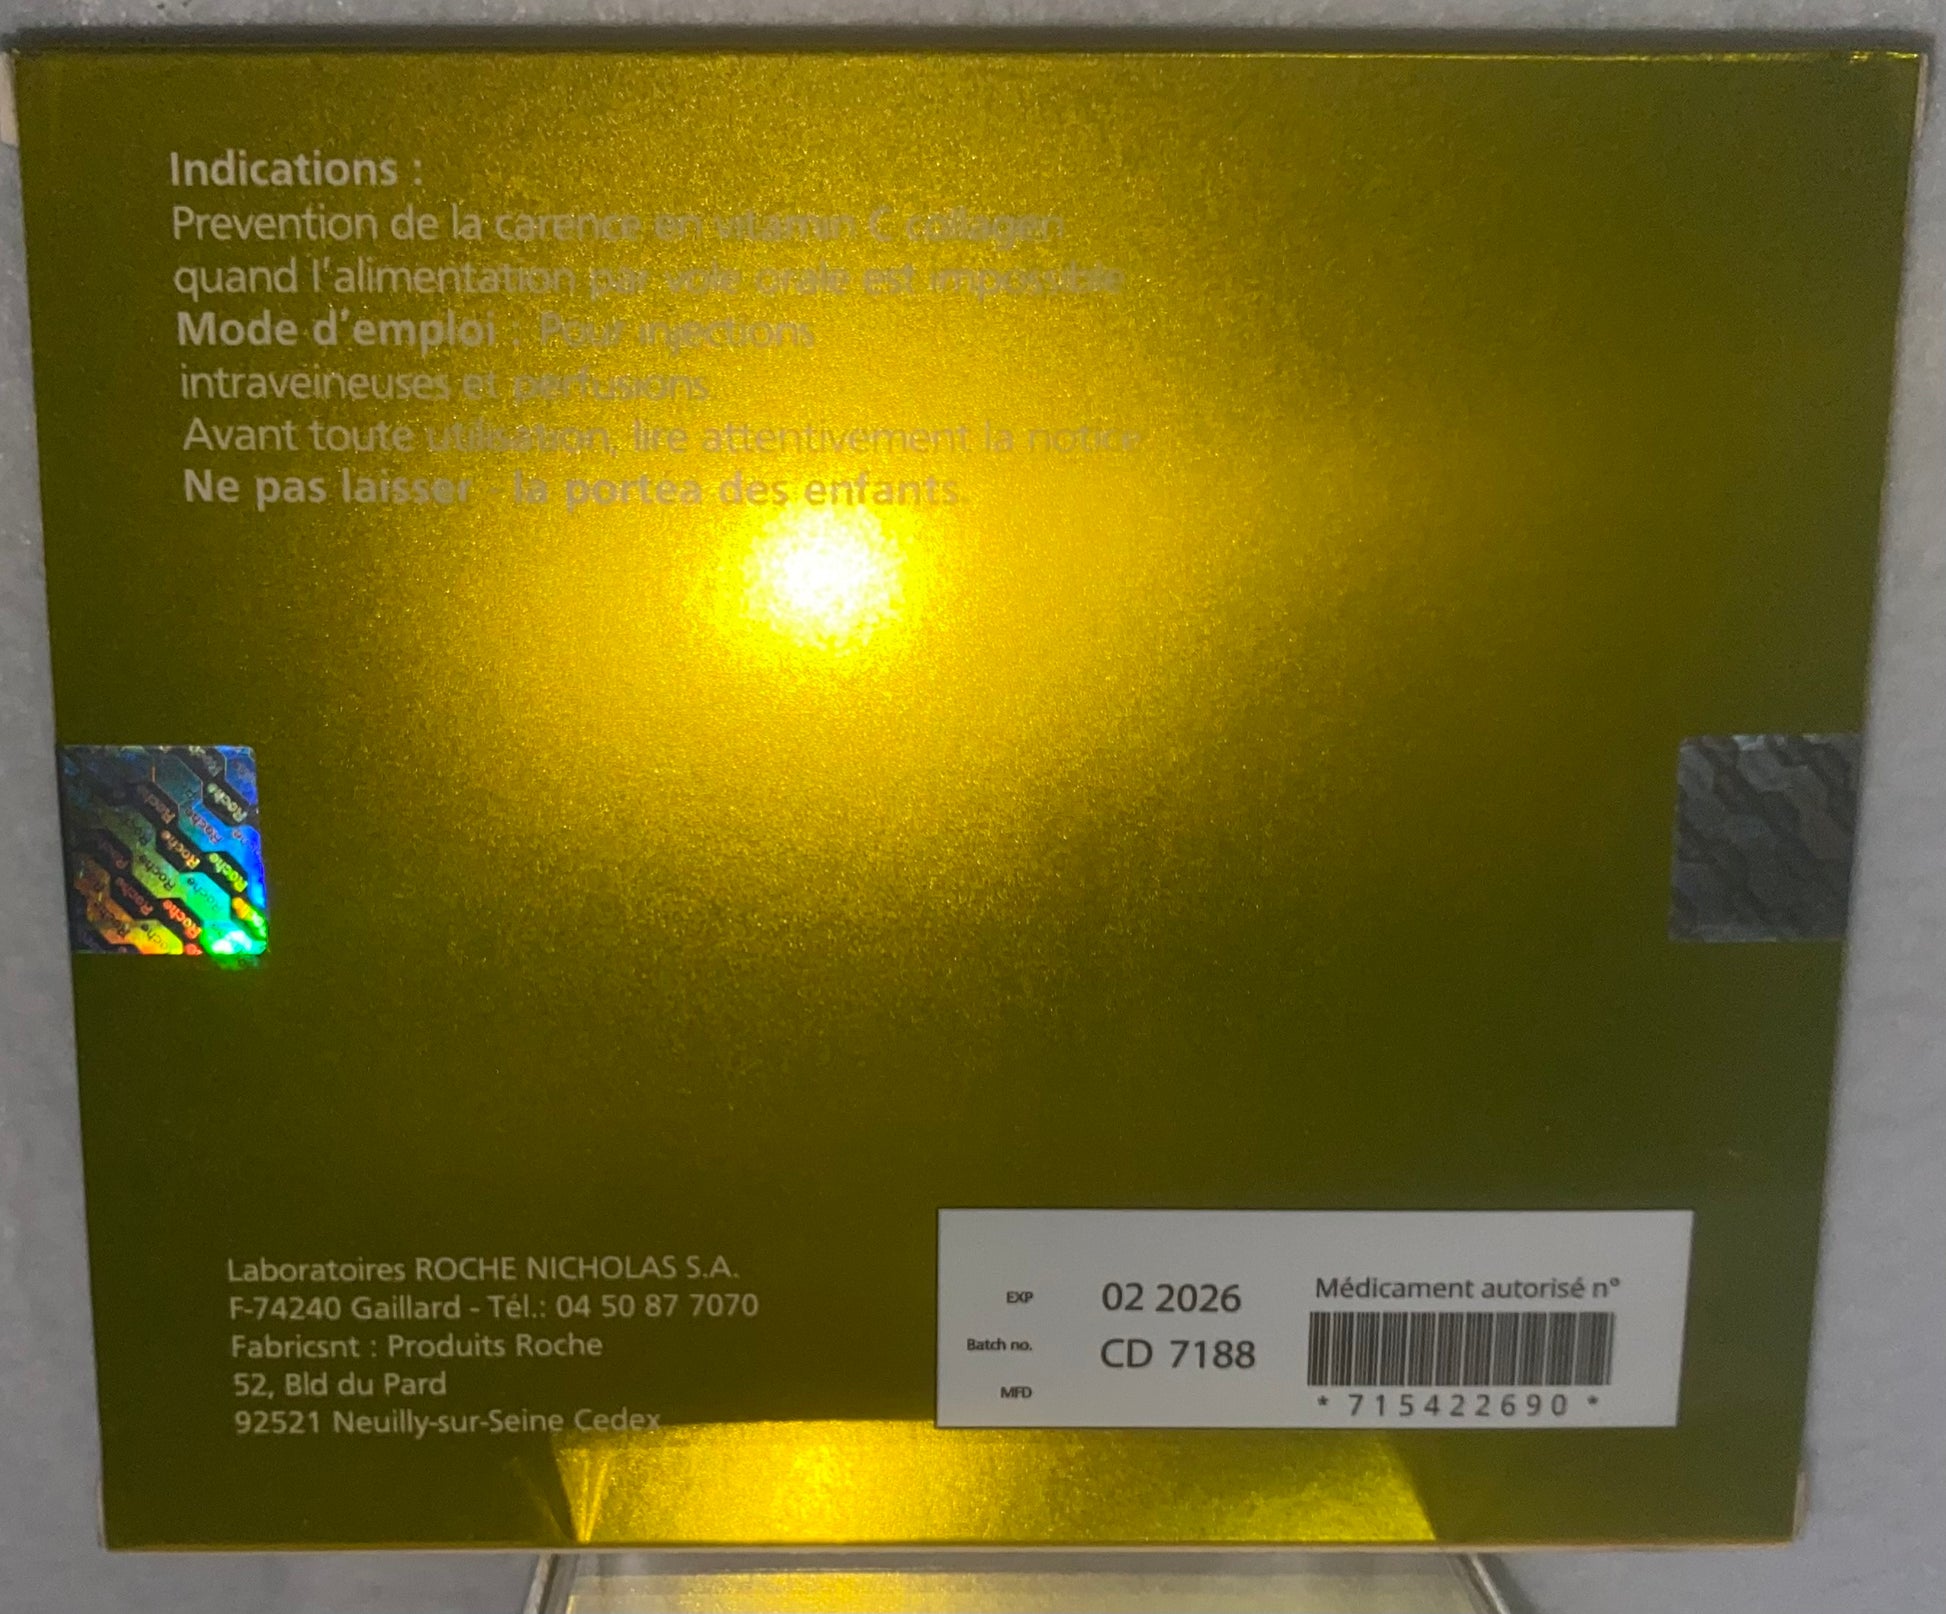 Indications :
Prevention de la carence en vitamin C collagen
quand l'alimentation par voie orale est impossible
Mode d'emploi : Pour injections
intraveineuses et perfusions
Avant toute utilisation, lire attentivement la notice
Ne pas laisser - la portea des enfants.
Roche
Laboratoires ROCHE NICHOLAS S.A.
F-74240 Gaillard - Tél.: 04 50 87 7070
Fabricsnt : Produits Roche
52, Bld du Pard
92521 Neuilly-sur-Seine Cedex
EXP 02 2026
Batch no. CD 7188
MFD
Médicament autorisé n°
* 715422690 *